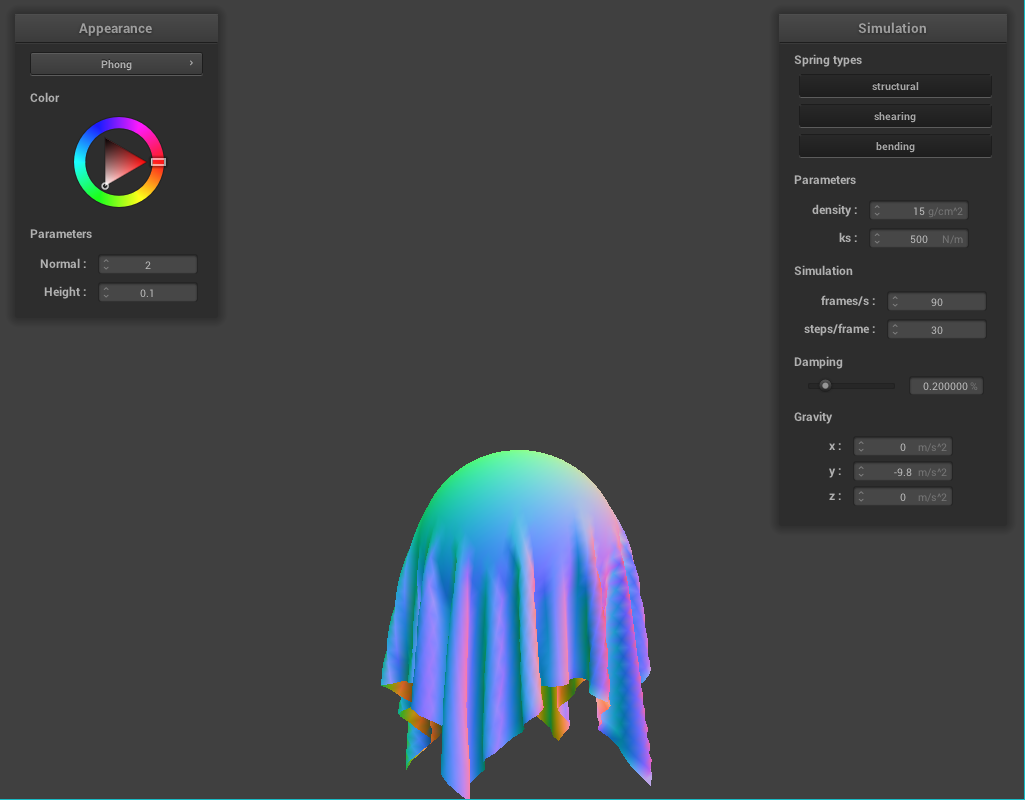 Appearance
Phong
Color
Parameters
Normal : 2
Height : 0.1
Simulation
Spring types
structural
shearing
bending
Parameters
density : 15 g/cm^2
ks : 500 N/m
Simulation
frames/s : 90
steps/frame : 30
Damping
0.200000 %
Gravity
x : 0 m/s^2
y : -9.8 m/s^2
z : 0 m/s^2